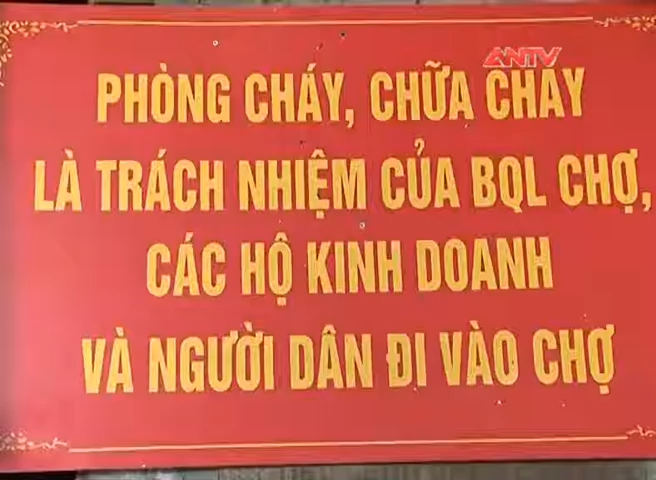 ANTV
PHÒNG CHÁY, CHỮA CHÁY
LÀ TRÁCH NHIỆM CỦA BQL CHỢ,
CÁC HỘ KINH DOANH
VÀ NGƯỜI DÂN ĐI VÀO CHỢ